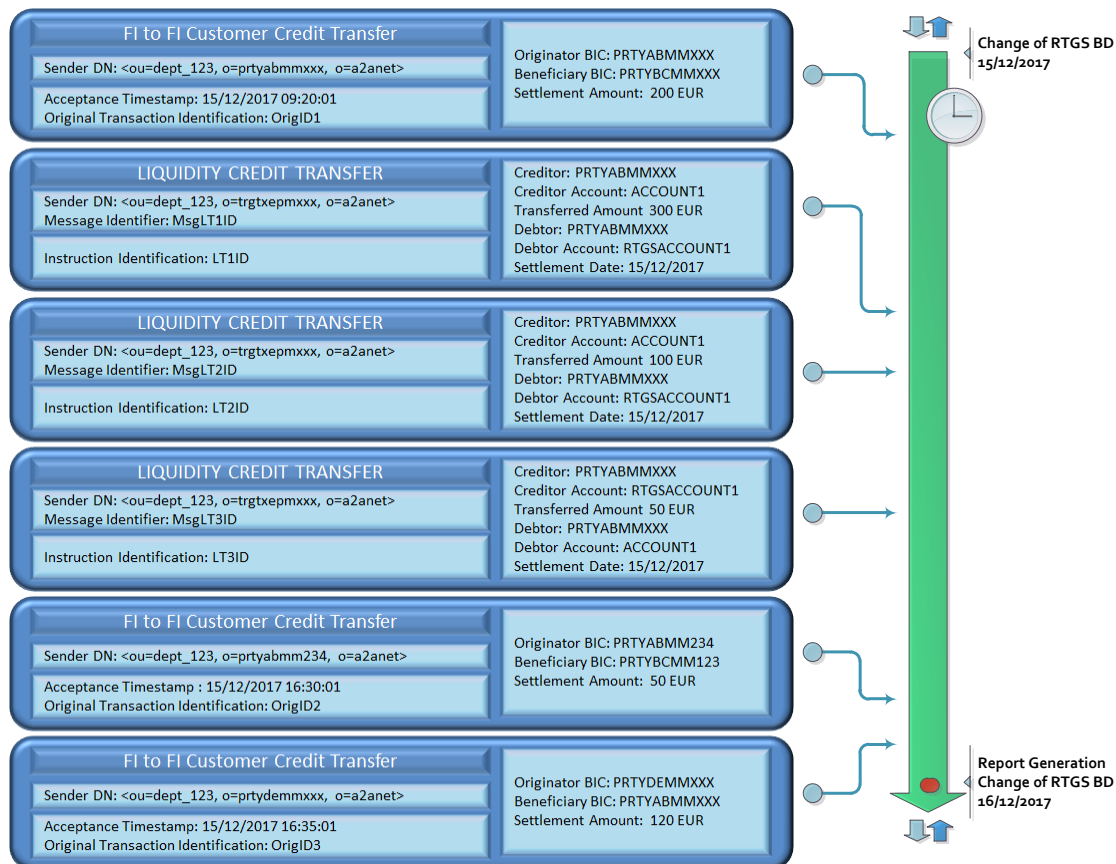 FI to FI Customer Credit Transfer
Sender DN: <ou=dept_123, o=prtyabmmxxx, o=a2anet>
Acceptance Timestamp: 15/12/2017 09:20:01
Original Transaction Identification: OrigID1
Originator BIC: PRTYABMMXXX
Beneficiary BIC: PRTYBCMMXXX
Settlement Amount: 200 EUR
Change of RTGS BD
15/12/2017
LIQUIDITY CREDIT TRANSFER
Sender DN: <ou=dept_123, o=trgtxepmxxx, o=a2anet>
Message Identifier: MsgLT1ID
Instruction Identification: LT1ID
Creditor: PRTYABMMXXX
Creditor Account: ACCOUNT1
Transferred Amount 300 EUR
Debtor: PRTYABMMXXX
Debtor Account: RTGSACCOUNT1
Settlement Date: 15/12/2017
LIQUIDITY CREDIT TRANSFER
Sender DN: <ou=dept_123, o=trgtxepmxxx, o=a2anet>
Message Identifier: MsgLT2ID
Instruction Identification: LT2ID
Creditor: PRTYABMMXXX
Creditor Account: ACCOUNT1
Transferred Amount 100 EUR
Debtor: PRTYABMMXXX
Debtor Account: RTGSACCOUNT1
Settlement Date: 15/12/2017
LIQUIDITY CREDIT TRANSFER
Sender DN: <ou=dept_123, o=trgtxepmxxx, o=a2anet>
Message Identifier: MsgLT3ID
Instruction Identification: LT3ID
Creditor: PRTYABMMXXX
Creditor Account: RTGSACCOUNT1
Transferred Amount 50 EUR
Debtor: PRTYABMMXXX
Debtor Account: ACCOUNT1
Settlement Date: 15/12/2017
FI to FI Customer Credit Transfer
Sender DN: <ou=dept_123, o=prtyabmm234, o=a2anet>
Acceptance Timestamp : 15/12/2017 16:30:01
Original Transaction Identification: OrigID2
Originator BIC: PRTYABMM234
Beneficiary BIC: PRTYBCMM123
Settlement Amount: 50 EUR
FI to FI Customer Credit Transfer
Sender DN: <ou=dept_123, o=prtydemmxxx, o=a2anet>
Acceptance Timestamp: 15/12/2017 16:35:01
Original Transaction Identification: OrigID3
Originator BIC: PRTYDEMMXXX
Beneficiary BIC: PRTYABMMXXX
Settlement Amount: 120 EUR
Report Generation
Change of RTGS BD
16/12/2017